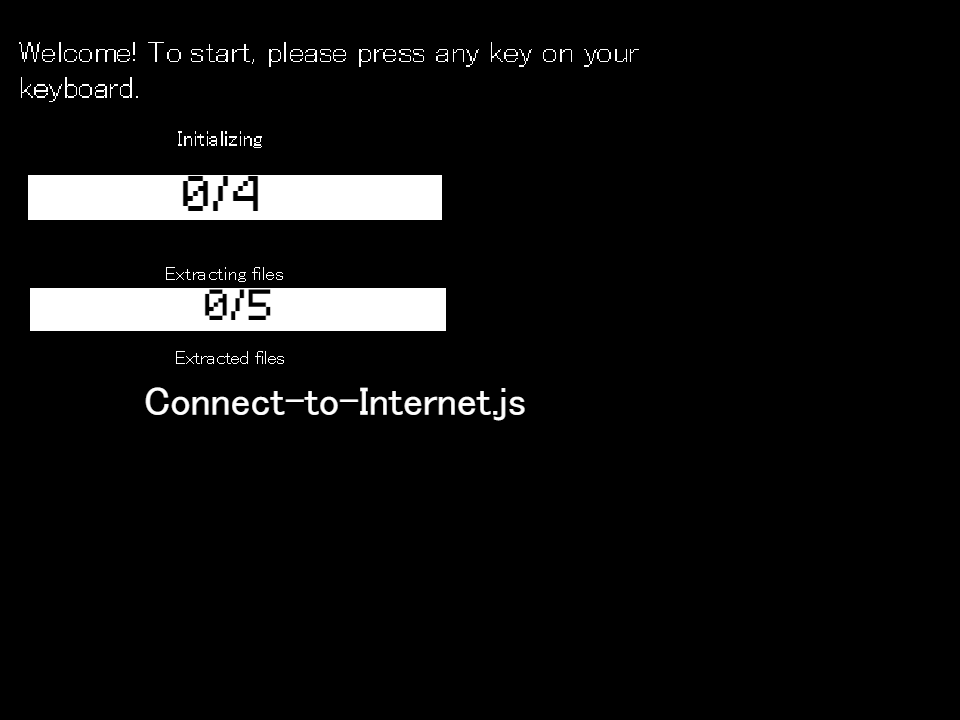 Welcome! To start, please press any key on your
keyboard.
Initializing
0/4
Extracting files
0/5
Extracted files
Connect-to-Internet.js